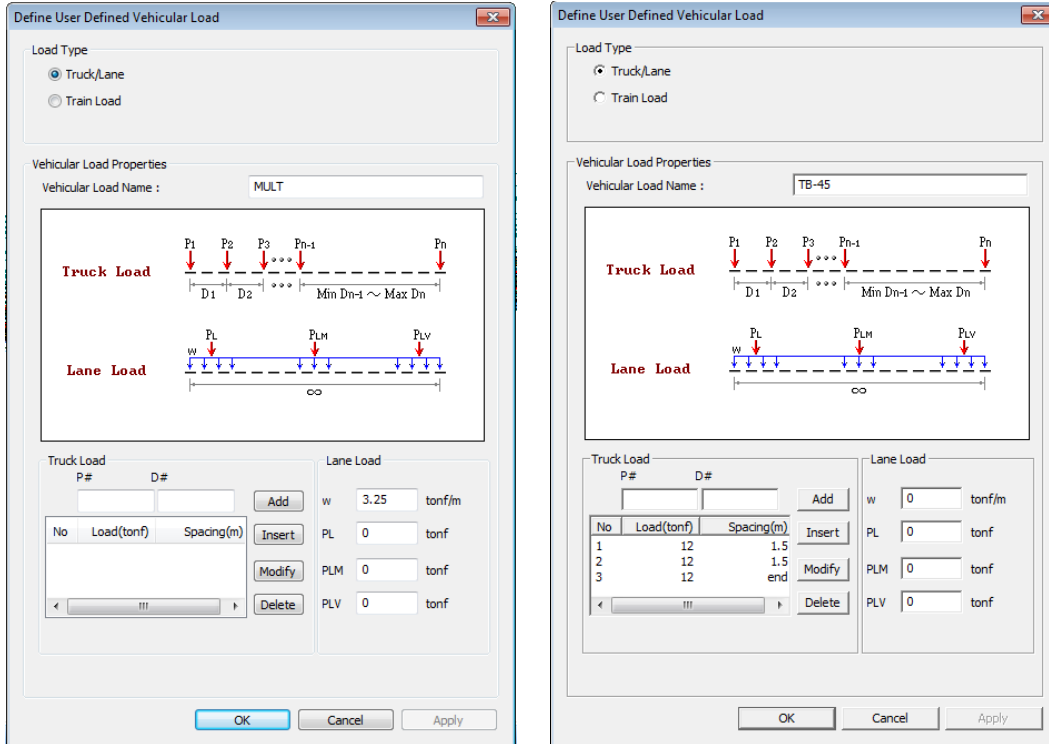 Define User Defined Vehicular Load
Load Type
Truck/Lane
Train Load
Vehicular Load Properties
Vehicular Load Name : MULT
P1 P2 P3 Pn-1 Pn
Truck Load
D1 D2 Min Dn-1 ~ Max Dn
PL PLM PLV
w
Lane Load
∞
Truck Load
P# D#
Add
No Load(tonf) Spacing(m)
Insert
Modify
Delete
Lane Load
w 3.25 tonf/m
PL 0 tonf
PLM 0 tonf
PLV 0 tonf
OK Cancel Apply
Define User Defined Vehicular Load
Load Type
Truck/Lane
Train Load
Vehicular Load Properties
Vehicular Load Name : TB-45
P1 P2 P3 Pn-1 Pn
Truck Load
D1 D2 Min Dn-1 ~ Max Dn
PL PLM PLV
w
Lane Load
∞
Truck Load
P# D#
Add
No Load(tonf) Spacing(m)
1 12 1.5
2 12 1.5
3 12 end
Insert
Modify
Delete
Lane Load
w 0 tonf/m
PL 0 tonf
PLM 0 tonf
PLV 0 tonf
OK Cancel Apply